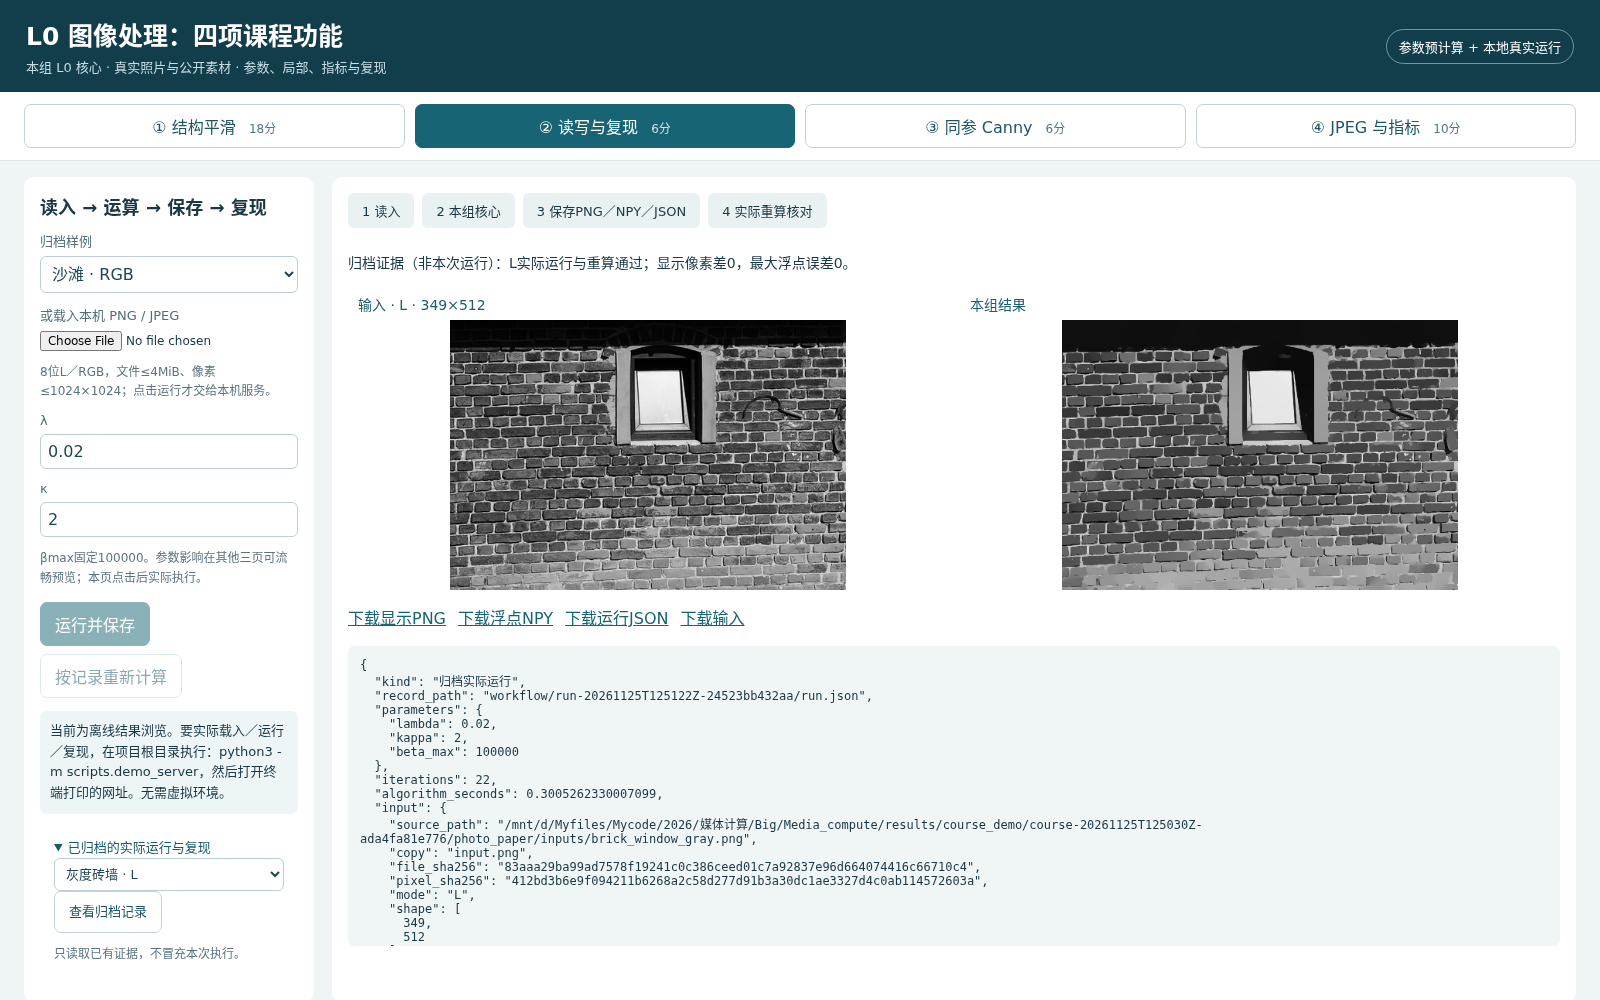 L0 图像处理：四项课程功能
本组 L0 核心 · 真实照片与公开素材 · 参数、局部、指标与复现
参数预计算 + 本地真实运行
① 结构平滑 18分
② 读写与复现 6分
③ 同参 Canny 6分
④ JPEG 与指标 10分
读入 → 运算 → 保存 → 复现
归档样例
沙滩 · RGB
或载入本机 PNG / JPEG
Choose File No file chosen
8位L／RGB，文件≤4MiB、像素
≤1024×1024；点击运行才交给本机服务。
λ
0.02
κ
2
βmax固定100000。参数影响在其他三页可流
畅预览；本页点击后实际执行。
运行并保存
按记录重新计算
当前为离线结果浏览。要实际载入／运行
／复现，在项目根目录执行：python3 -
m scripts.demo_server，然后打开终
端打印的网址。无需虚拟环境。
▼ 已归档的实际运行与复现
灰度砖墙 · L
查看归档记录
只读取已有证据，不冒充本次执行。
1 读入
2 本组核心
3 保存PNG／NPY／JSON
4 实际重算核对
归档证据（非本次运行）：L实际运行与重算通过；显示像素差0，最大浮点误差0。
输入 · L · 349×512
本组结果
下载显示PNG 下载浮点NPY 下载运行JSON 下载输入
{
"kind": "归档实际运行",
"record_path": "workflow/run-20261125T125122Z-24523bb432aa/run.json",
"parameters": {
"lambda": 0.02,
"kappa": 2,
"beta_max": 100000
},
"iterations": 22,
"algorithm_seconds": 0.3005262330007099,
"input": {
"source_path": "/mnt/d/Myfiles/Mycode/2026/媒体计算/Big/Media_compute/results/course_demo/course-20261125T125030Z-
ada4fa81e776/photo_paper/inputs/brick_window_gray.png",
"copy": "input.png",
"file_sha256": "83aaa29ba99ad7578f19241c0c386ceed01c7a92837e96d664074416c66710c4",
"pixel_sha256": "412bd3b6e9f094211b6268a2c58d277d91b3a30dc1ae3327d4c0ab114572603a",
"mode": "L",
"shape": [
349,
512